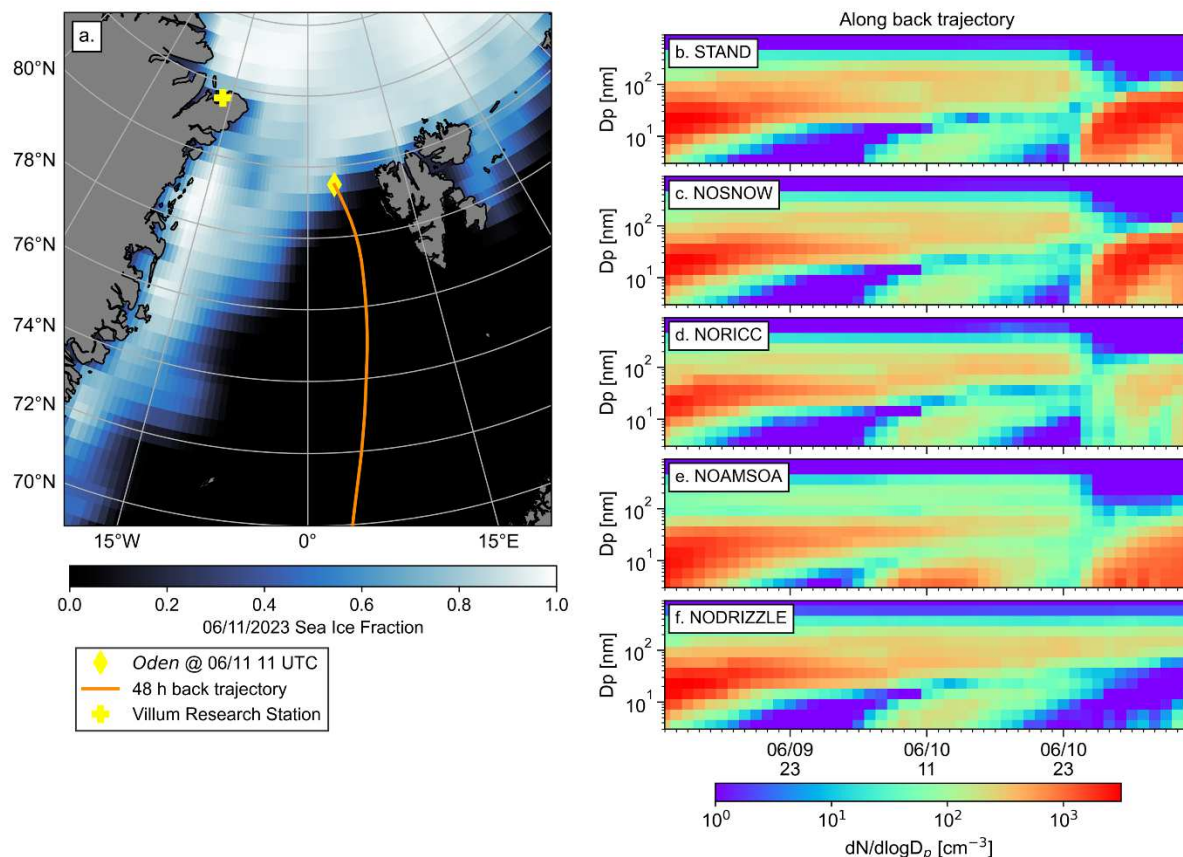 a.
80°N
78°N
76°N
74°N
72°N
70°N
15°W
0°
15°E
0.0
0.2
0.4
0.6
0.8
1.0
06/11/2023 Sea Ice Fraction
Oden @ 06/11 11 UTC
48 h back trajectory
Villum Research Station
Along back trajectory
b. STAND
Dp [nm]
10²
10¹
c. NOSNOW
Dp [nm]
10²
10¹
d. NORICC
Dp [nm]
10²
10¹
e. NOAMSOA
Dp [nm]
10²
10¹
f. NODRIZZLE
Dp [nm]
10²
10¹
06/09
23
06/10
11
06/10
23
10⁰
10¹
10²
10³
dN/dlogDₚ [cm⁻³]